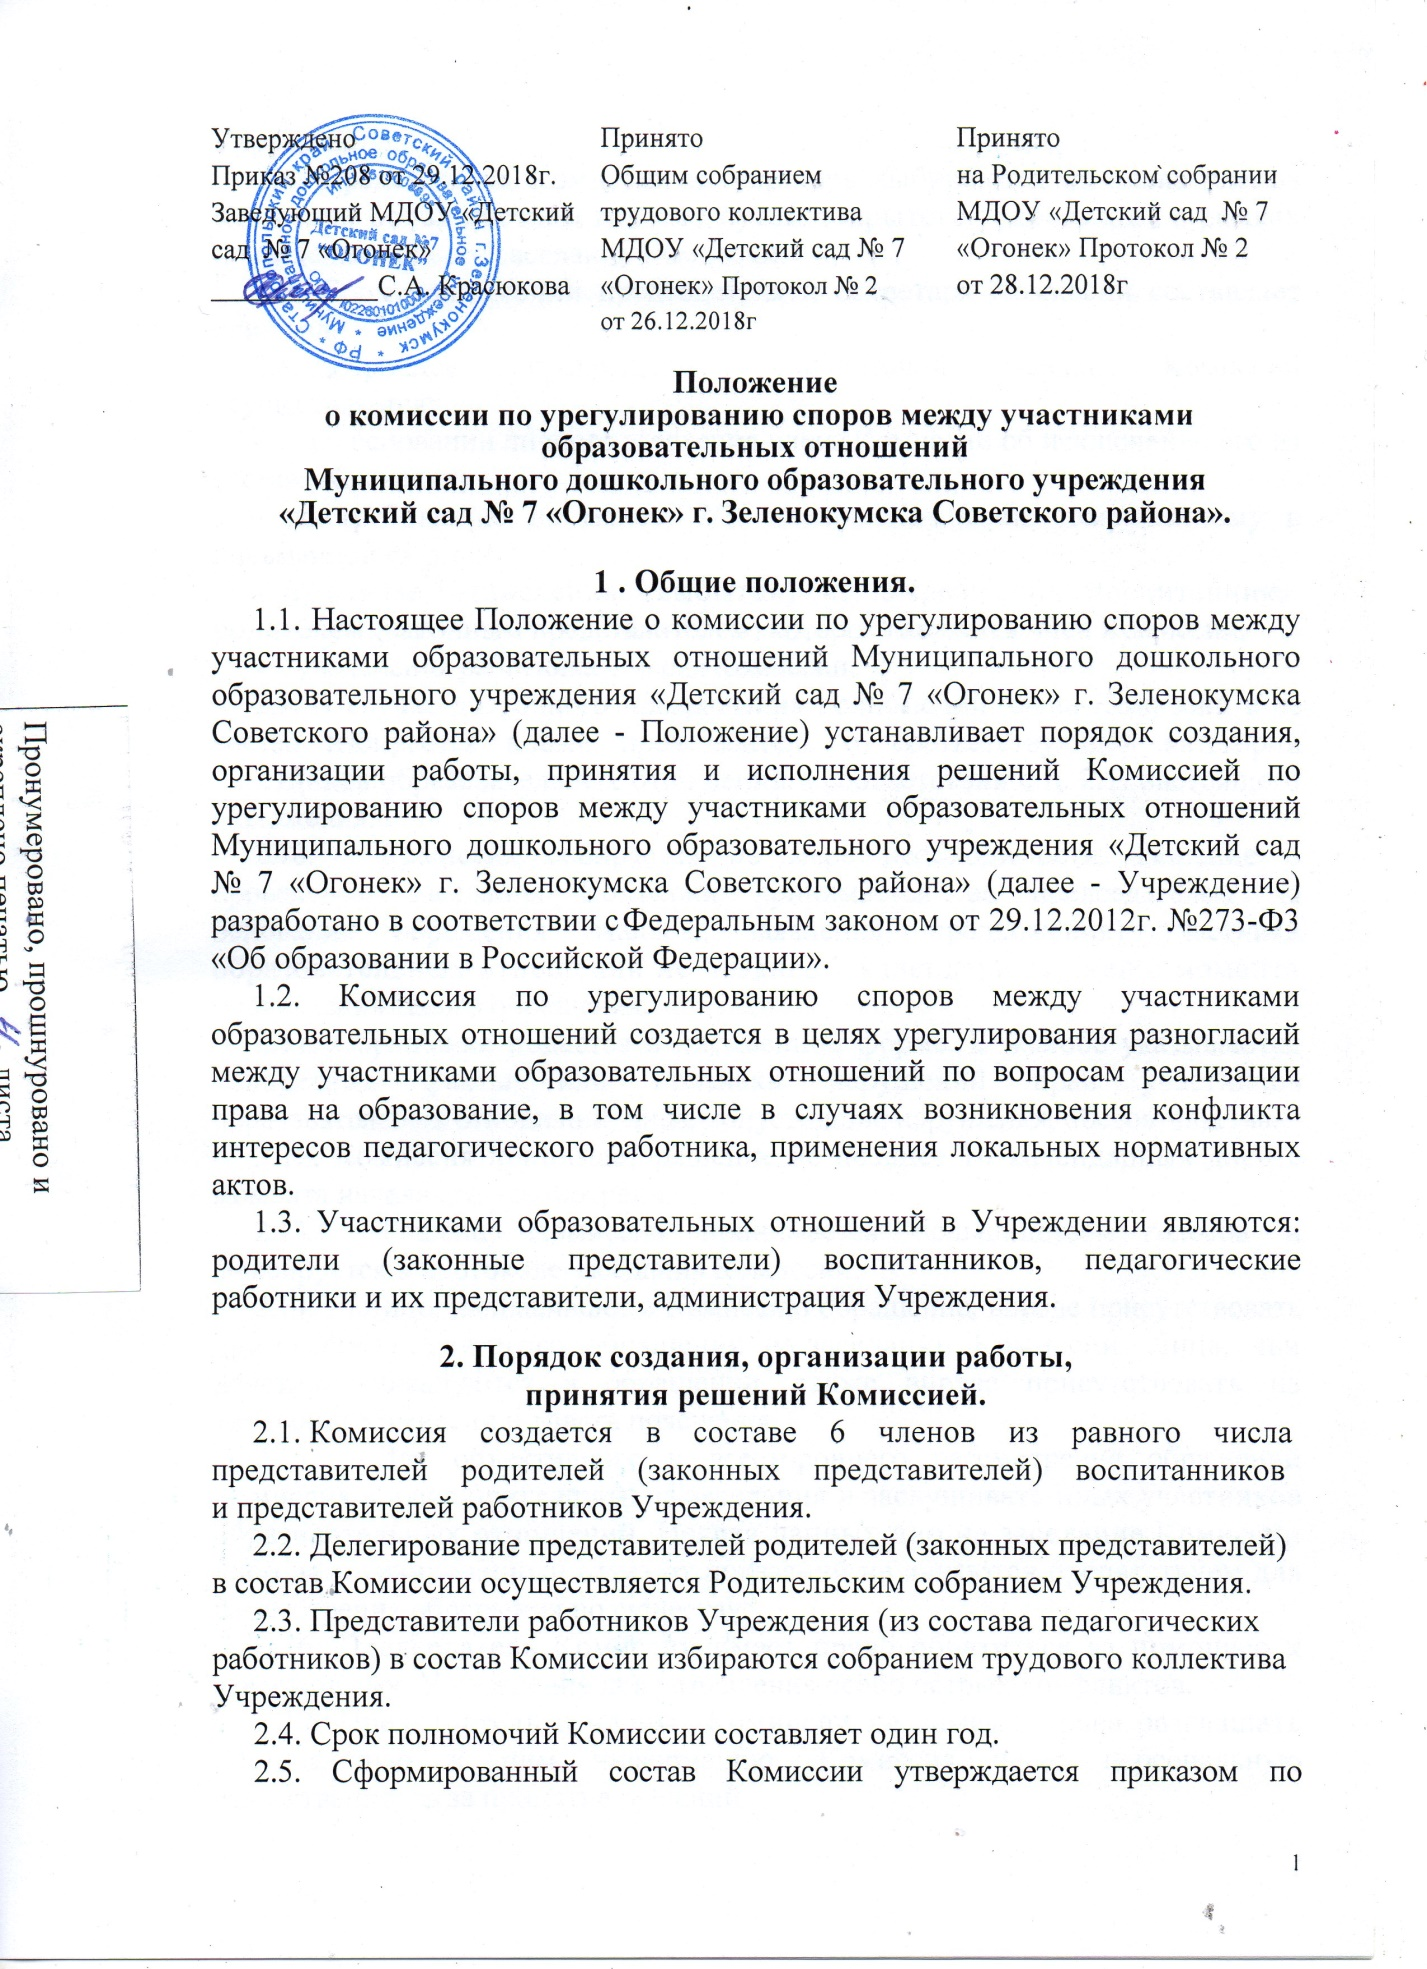 Утверждено
Приказ №208 от 29.12.2018г.
Заведующий МДОУ «Детский
сад № 7 «Огонек»
____________С.А. Красюкова
Принято
Общим собранием
трудового коллектива
МДОУ «Детский сад № 7
«Огонек» Протокол № 2
от 26.12.2018г
Принято
на Родительском собрании
МДОУ «Детский сад № 7
«Огонек» Протокол № 2
от 28.12.2018г
Детский сад №7
"ОГОНЕК"
Положение
о комиссии по урегулированию споров между участниками
образовательных отношений
Муниципального дошкольного образовательного учреждения
«Детский сад № 7 «Огонек» г. Зеленокумска Советского района».
1 . Общие положения.
1.1. Настоящее Положение о комиссии по урегулированию споров между
участниками образовательных отношений Муниципального дошкольного
образовательного учреждения «Детский сад № 7 «Огонек» г. Зеленокумска
Советского района» (далее - Положение) устанавливает порядок создания,
организации работы, принятия и исполнения решений Комиссией по
урегулированию споров между участниками образовательных отношений
Муниципального дошкольного образовательного учреждения «Детский сад
№ 7 «Огонек» г. Зеленокумска Советского района» (далее - Учреждение)
разработано в соответствии с Федеральным законом от 29.12.2012г. №273-ФЗ
«Об образовании в Российской Федерации».
1.2. Комиссия по урегулированию споров между участниками
образовательных отношений создается в целях урегулирования разногласий
между участниками образовательных отношений по вопросам реализации
права на образование, в том числе в случаях возникновения конфликта
интересов педагогического работника, применения локальных нормативных
актов.
1.3. Участниками образовательных отношений в Учреждении являются:
родители (законные представители) воспитанников, педагогические
работники и их представители, администрация Учреждения.
2. Порядок создания, организации работы,
принятия решений Комиссией.
2.1. Комиссия создается в составе 6 членов из равного числа
представителей родителей (законных представителей) воспитанников
и представителей работников Учреждения.
2.2. Делегирование представителей родителей (законных представителей)
в состав Комиссии осуществляется Родительским собранием Учреждения.
2.3. Представители работников Учреждения (из состава педагогических
работников) в состав Комиссии избираются собранием трудового коллектива
Учреждения.
2.4. Срок полномочий Комиссии составляет один год.
2.5. Сформированный состав Комиссии утверждается приказом по
1
Пронумеровано, прошнуровано и